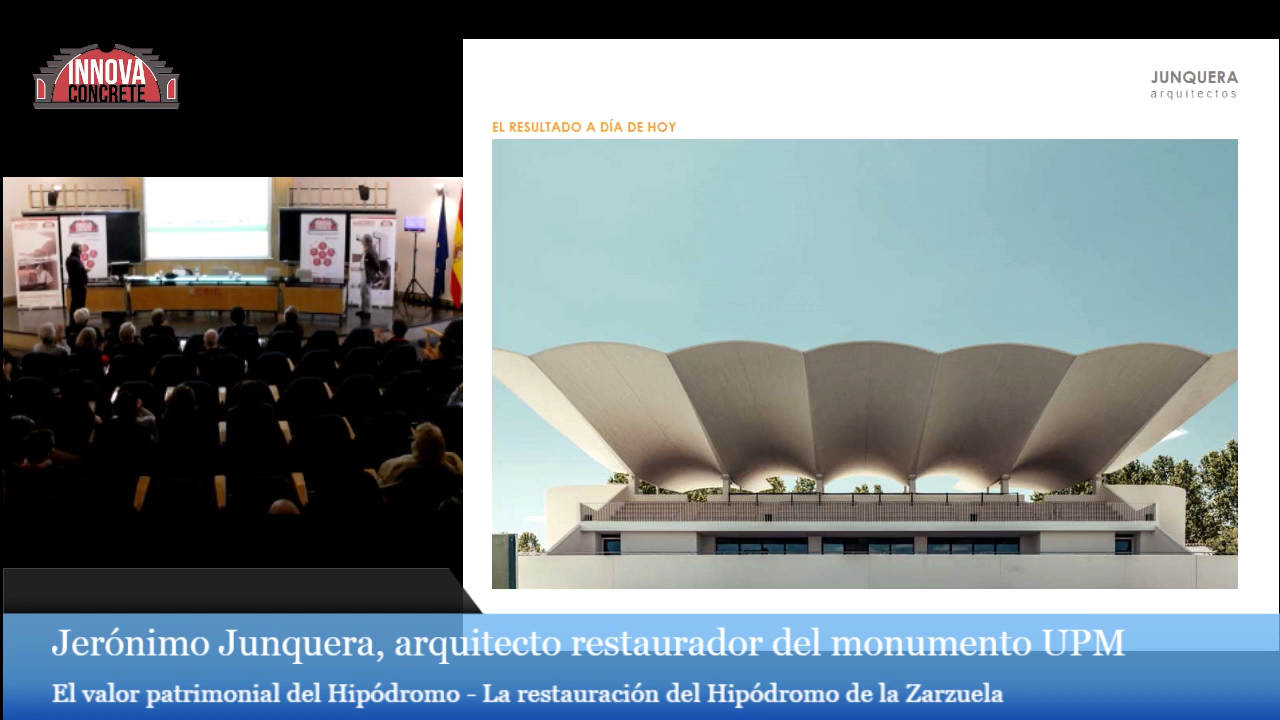 INNOVA
CONCRETE
JUNQUERA
arquitectos
EL RESULTADO A DÍA DE HOY
Jerónimo Junquera, arquitecto restaurador del monumento UPM
El valor patrimonial del Hipódromo - La restauración del Hipódromo de la Zarzuela